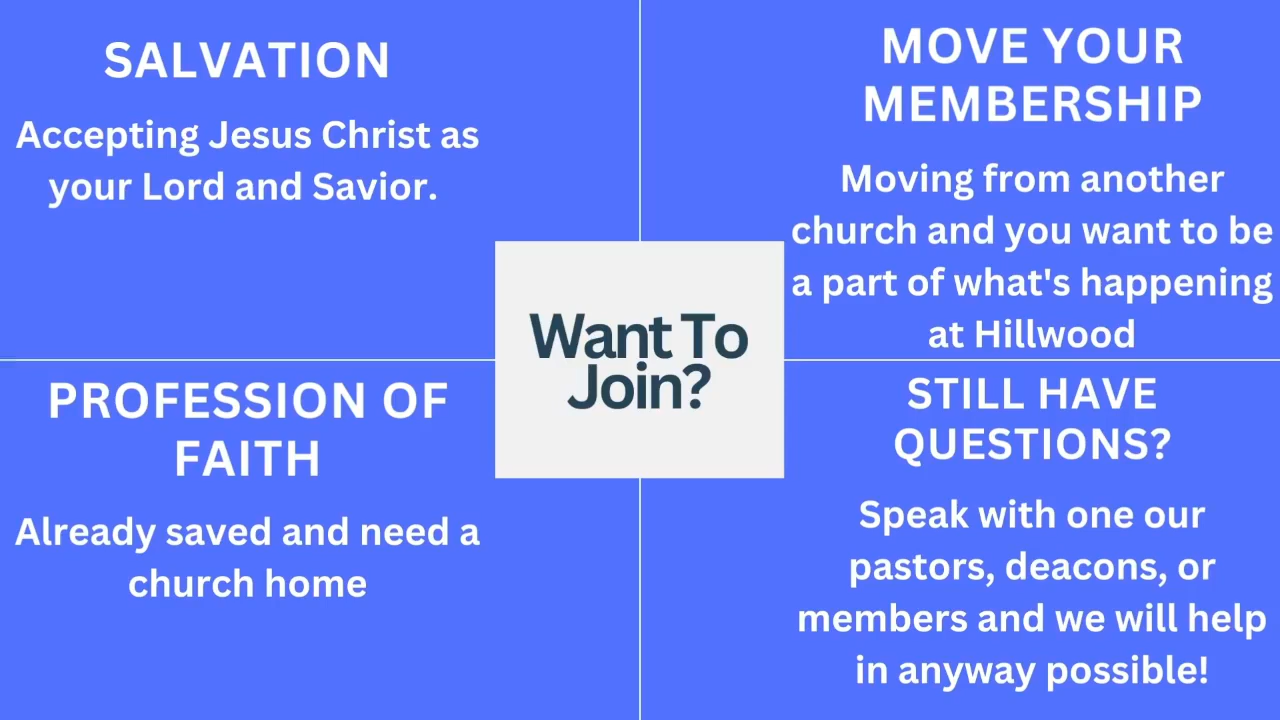 SALVATION
Accepting Jesus Christ as
your Lord and Savior.
MOVE YOUR
MEMBERSHIP
Moving from another
church and you want to be
a part of what's happening
at Hillwood
Want To
Join?
PROFESSION OF
FAITH
Already saved and need a
church home
STILL HAVE
QUESTIONS?
Speak with one our
pastors, deacons, or
members and we will help
in anyway possible!